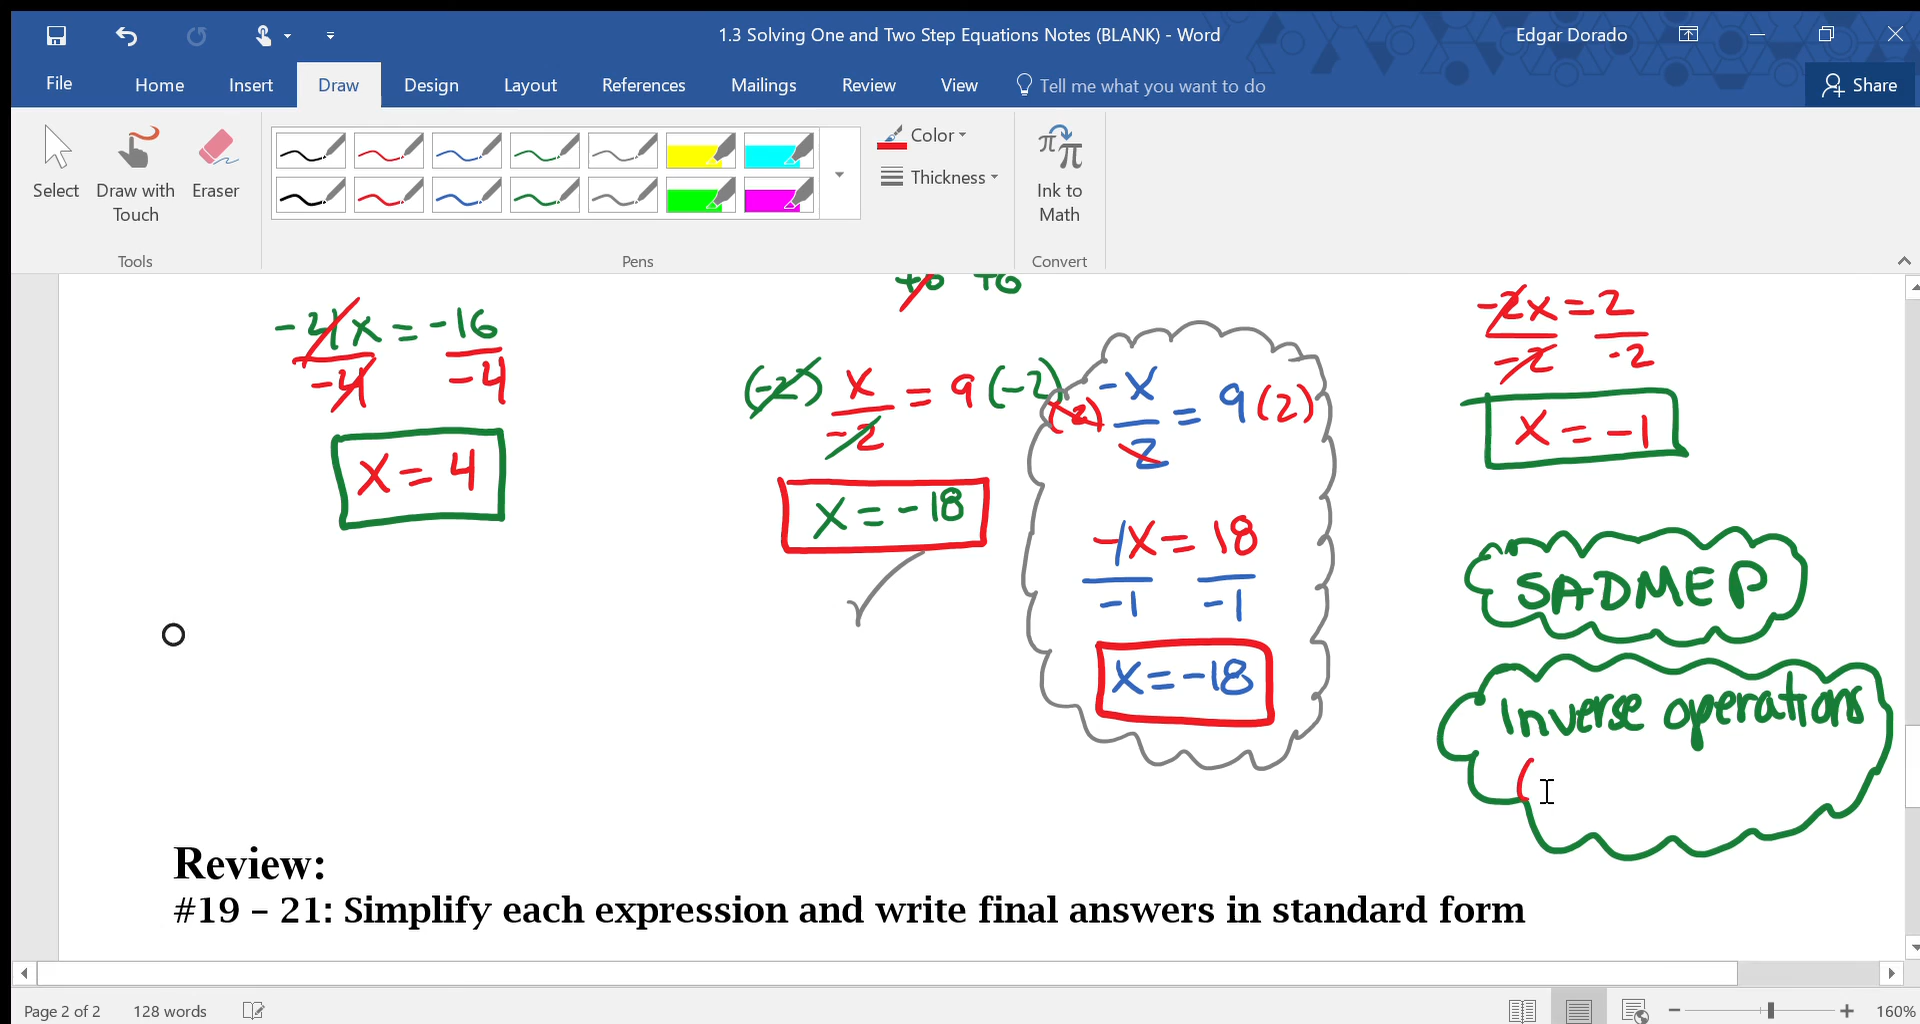 1.3 Solving One and Two Step Equations Notes (BLANK) - Word
Edgar Dorado
File Home Insert Draw Design Layout References Mailings Review View Tell me what you want to do
Share
Select
Draw with Touch
Eraser
Tools
Pens
Color
Thickness
Ink to Math
Convert
+6 +6
-4x = -16
-4 -4
x = 4
(-2) x = 9 (-2)
-2
x = -18
(2) -x = 9 (2)
2
-1x = 18
-1 -1
x = -18
-2x = 2
-2 -2
x = -1
SADMEP
Inverse operations
(
Review:
#19 – 21: Simplify each expression and write final answers in standard form
Page 2 of 2
128 words
160%